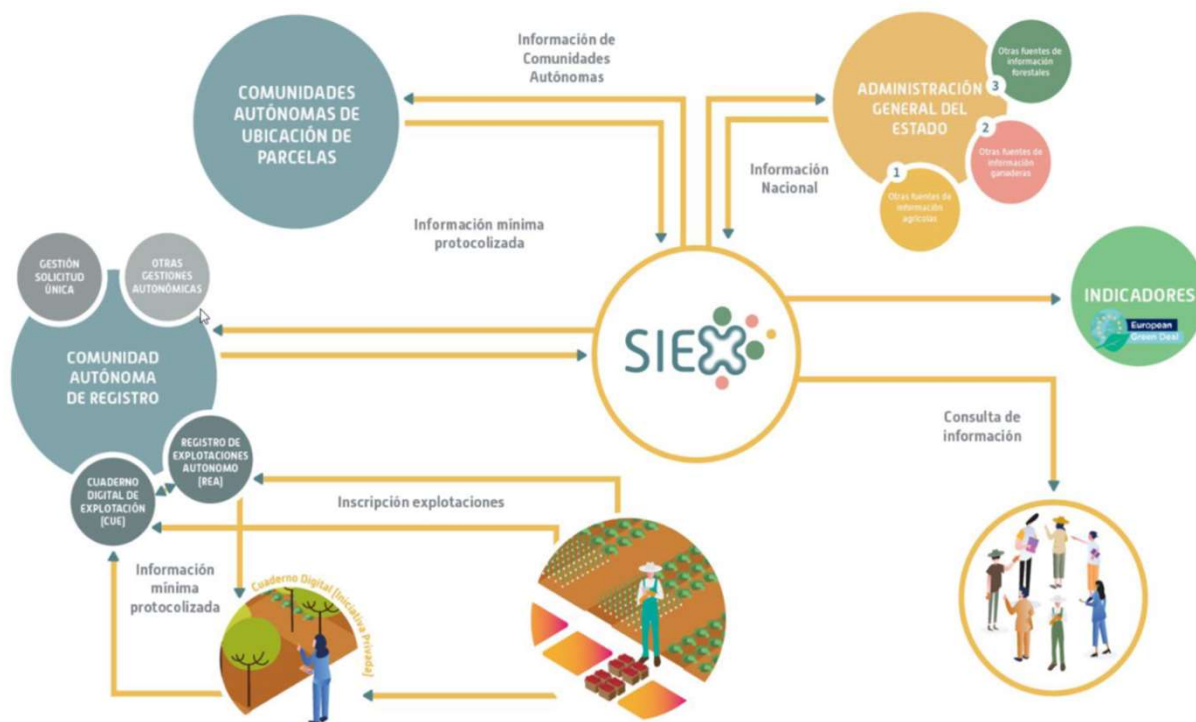 Información de
Comunidades
Autónomas
COMUNIDADES
AUTÓNOMAS DE
UBICACIÓN DE
PARCELAS
ADMINISTRACIÓN
GENERAL DEL
ESTADO
3
Otras fuentes de
información
forestales
2
Otras fuentes de
información
ganaderas
1
Otras fuentes de
información
agrícolas
Información
Nacional
Información mínima
protocolizada
GESTIÓN
SOLICITUD
ÚNICA
OTRAS
GESTIONES
AUTONÓMICAS
COMUNIDAD
AUTÓNOMA
DE REGISTRO
SIEX
INDICADORES
European
Green Deal
Consulta de
información
REGISTRO DE
EXPLOTACIONES
AUTONOMO
[REA]
CUADERNO
DIGITAL DE
EXPLOTACIÓN
[CUE]
Inscripción explotaciones
Información
mínima
protocolizada
Cuaderno Digital [Iniciativa Privada]